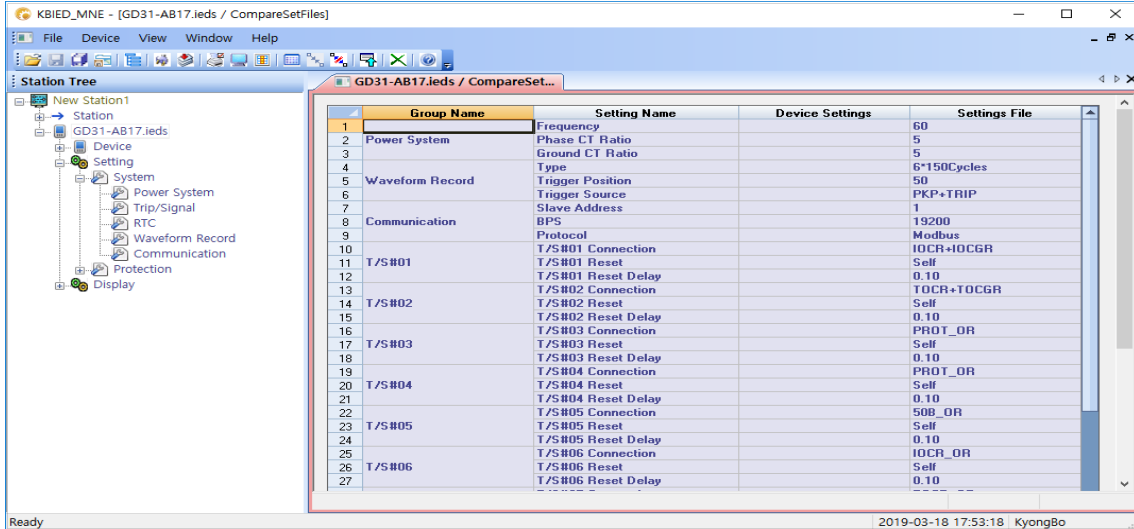 KBIED_MNE - [GD31-AB17.ieds / CompareSetFiles]
File Device View Window Help
Station Tree
New Station1
Station
GD31-AB17.ieds
Device
Setting
System
Power System
Trip/Signal
RTC
Waveform Record
Communication
Protection
Display
GD31-AB17.ieds / CompareSet...
Group Name Setting Name Device Settings Settings File
1 Frequency 60
2 Power System Phase CT Ratio 5
3 Ground CT Ratio 5
4 Type 6*150Cycles
5 Waveform Record Trigger Position 50
6 Trigger Source PKP+TRIP
7 Slave Address 1
8 Communication BPS 19200
9 Protocol Modbus
10 T/S#01 Connection IOCR+IOCGR
11 T/S#01 T/S#01 Reset Self
12 T/S#01 Reset Delay 0.10
13 T/S#02 Connection TOCR+TOCGR
14 T/S#02 T/S#02 Reset Self
15 T/S#02 Reset Delay 0.10
16 T/S#03 Connection PROT_OR
17 T/S#03 T/S#03 Reset Self
18 T/S#03 Reset Delay 0.10
19 T/S#04 Connection PROT_OR
20 T/S#04 T/S#04 Reset Self
21 T/S#04 Reset Delay 0.10
22 T/S#05 Connection 50B_OR
23 T/S#05 T/S#05 Reset Self
24 T/S#05 Reset Delay 0.10
25 T/S#06 Connection IOCR_OR
26 T/S#06 T/S#06 Reset Self
27 T/S#06 Reset Delay 0.10
Ready 2019-03-18 17:53:18 KyongBo